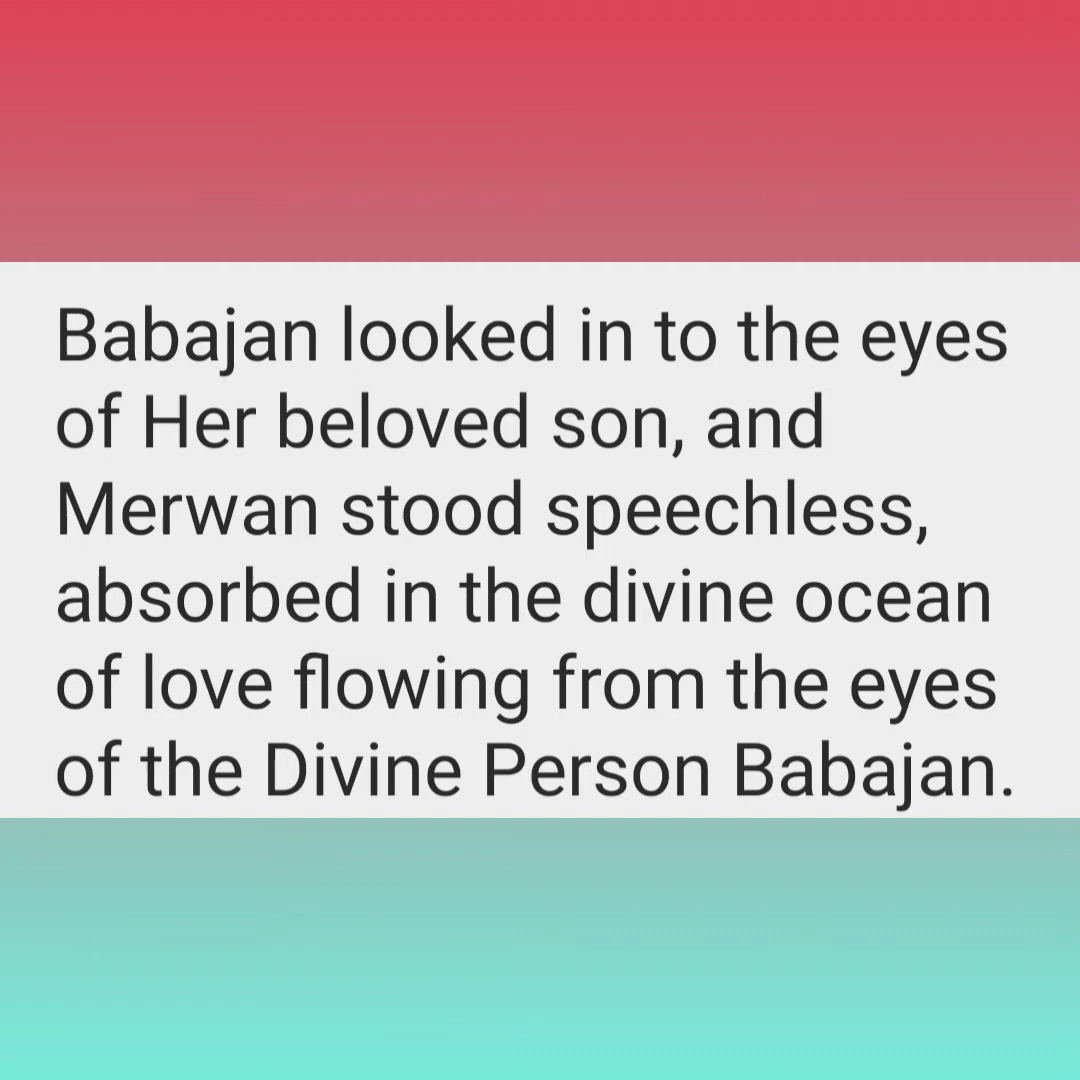 Babajan looked in to the eyes
of Her beloved son, and
Merwan stood speechless,
absorbed in the divine ocean
of love flowing from the eyes
of the Divine Person Babajan.